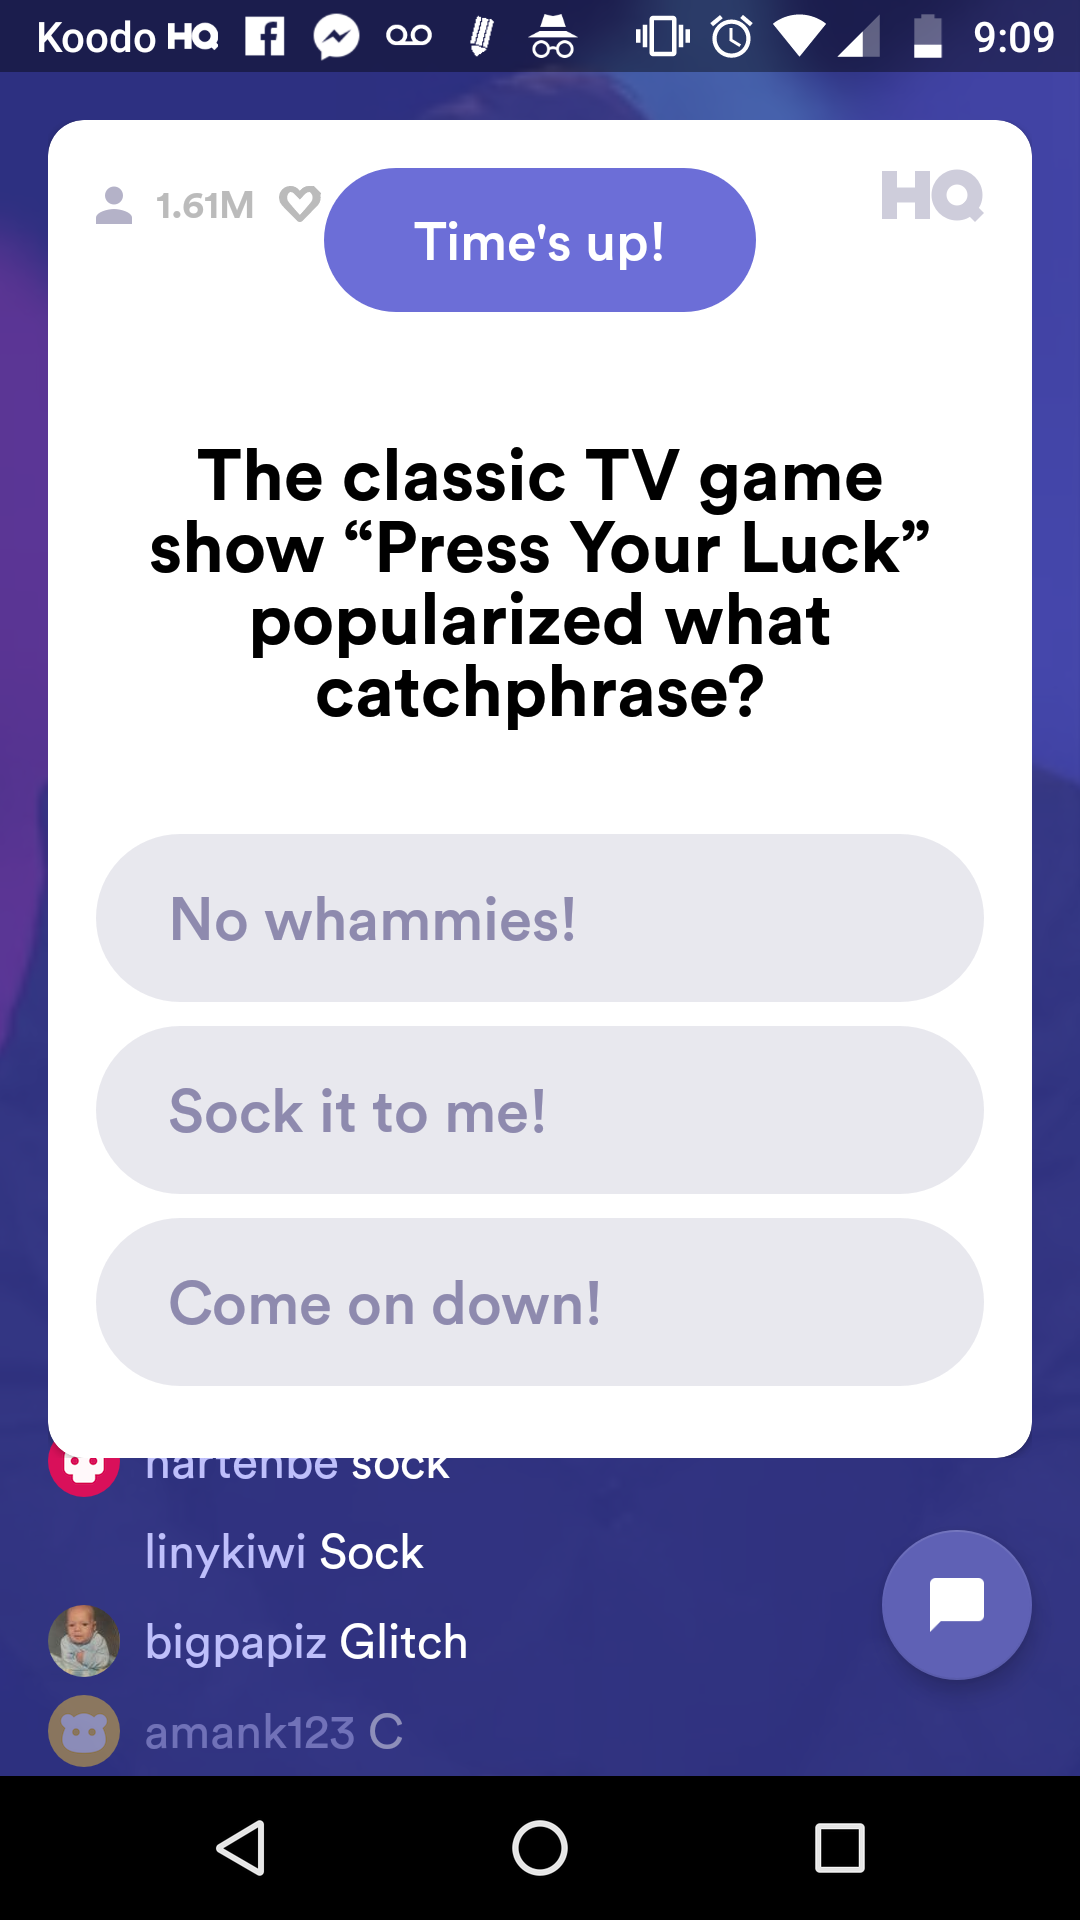 Koodo HQ 9:09
1.61M
HQ
Time's up!
The classic TV game
show “Press Your Luck”
popularized what
catchphrase?
No whammies!
Sock it to me!
Come on down!
hartenbe sock
linykiwi Sock
bigpapiz Glitch
amank123 C